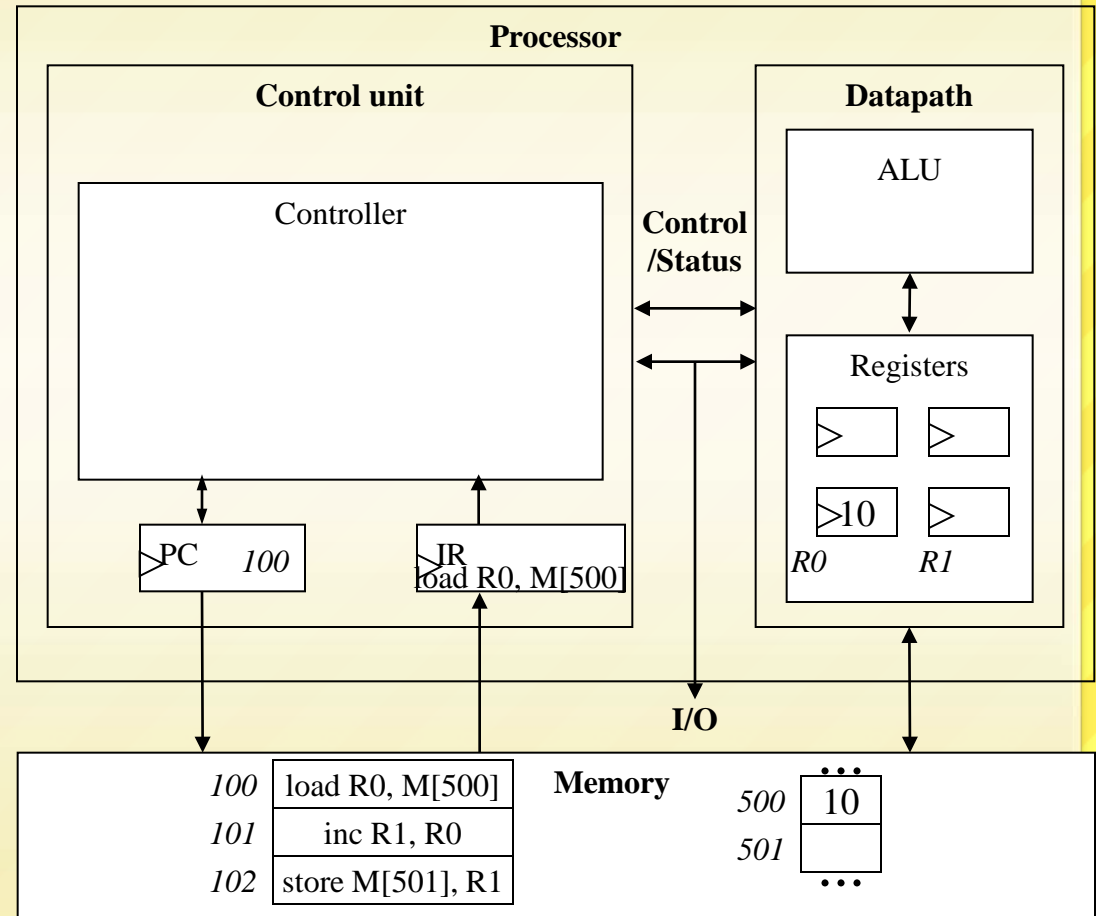 Processor
Control unit
Datapath
Controller
ALU
Control
/Status
Registers
10
R0 R1
PC 100
IR
load R0, M[500]
I/O
Memory
100 load R0, M[500]
101 inc R1, R0
102 store M[501], R1
...
500 10
501
...